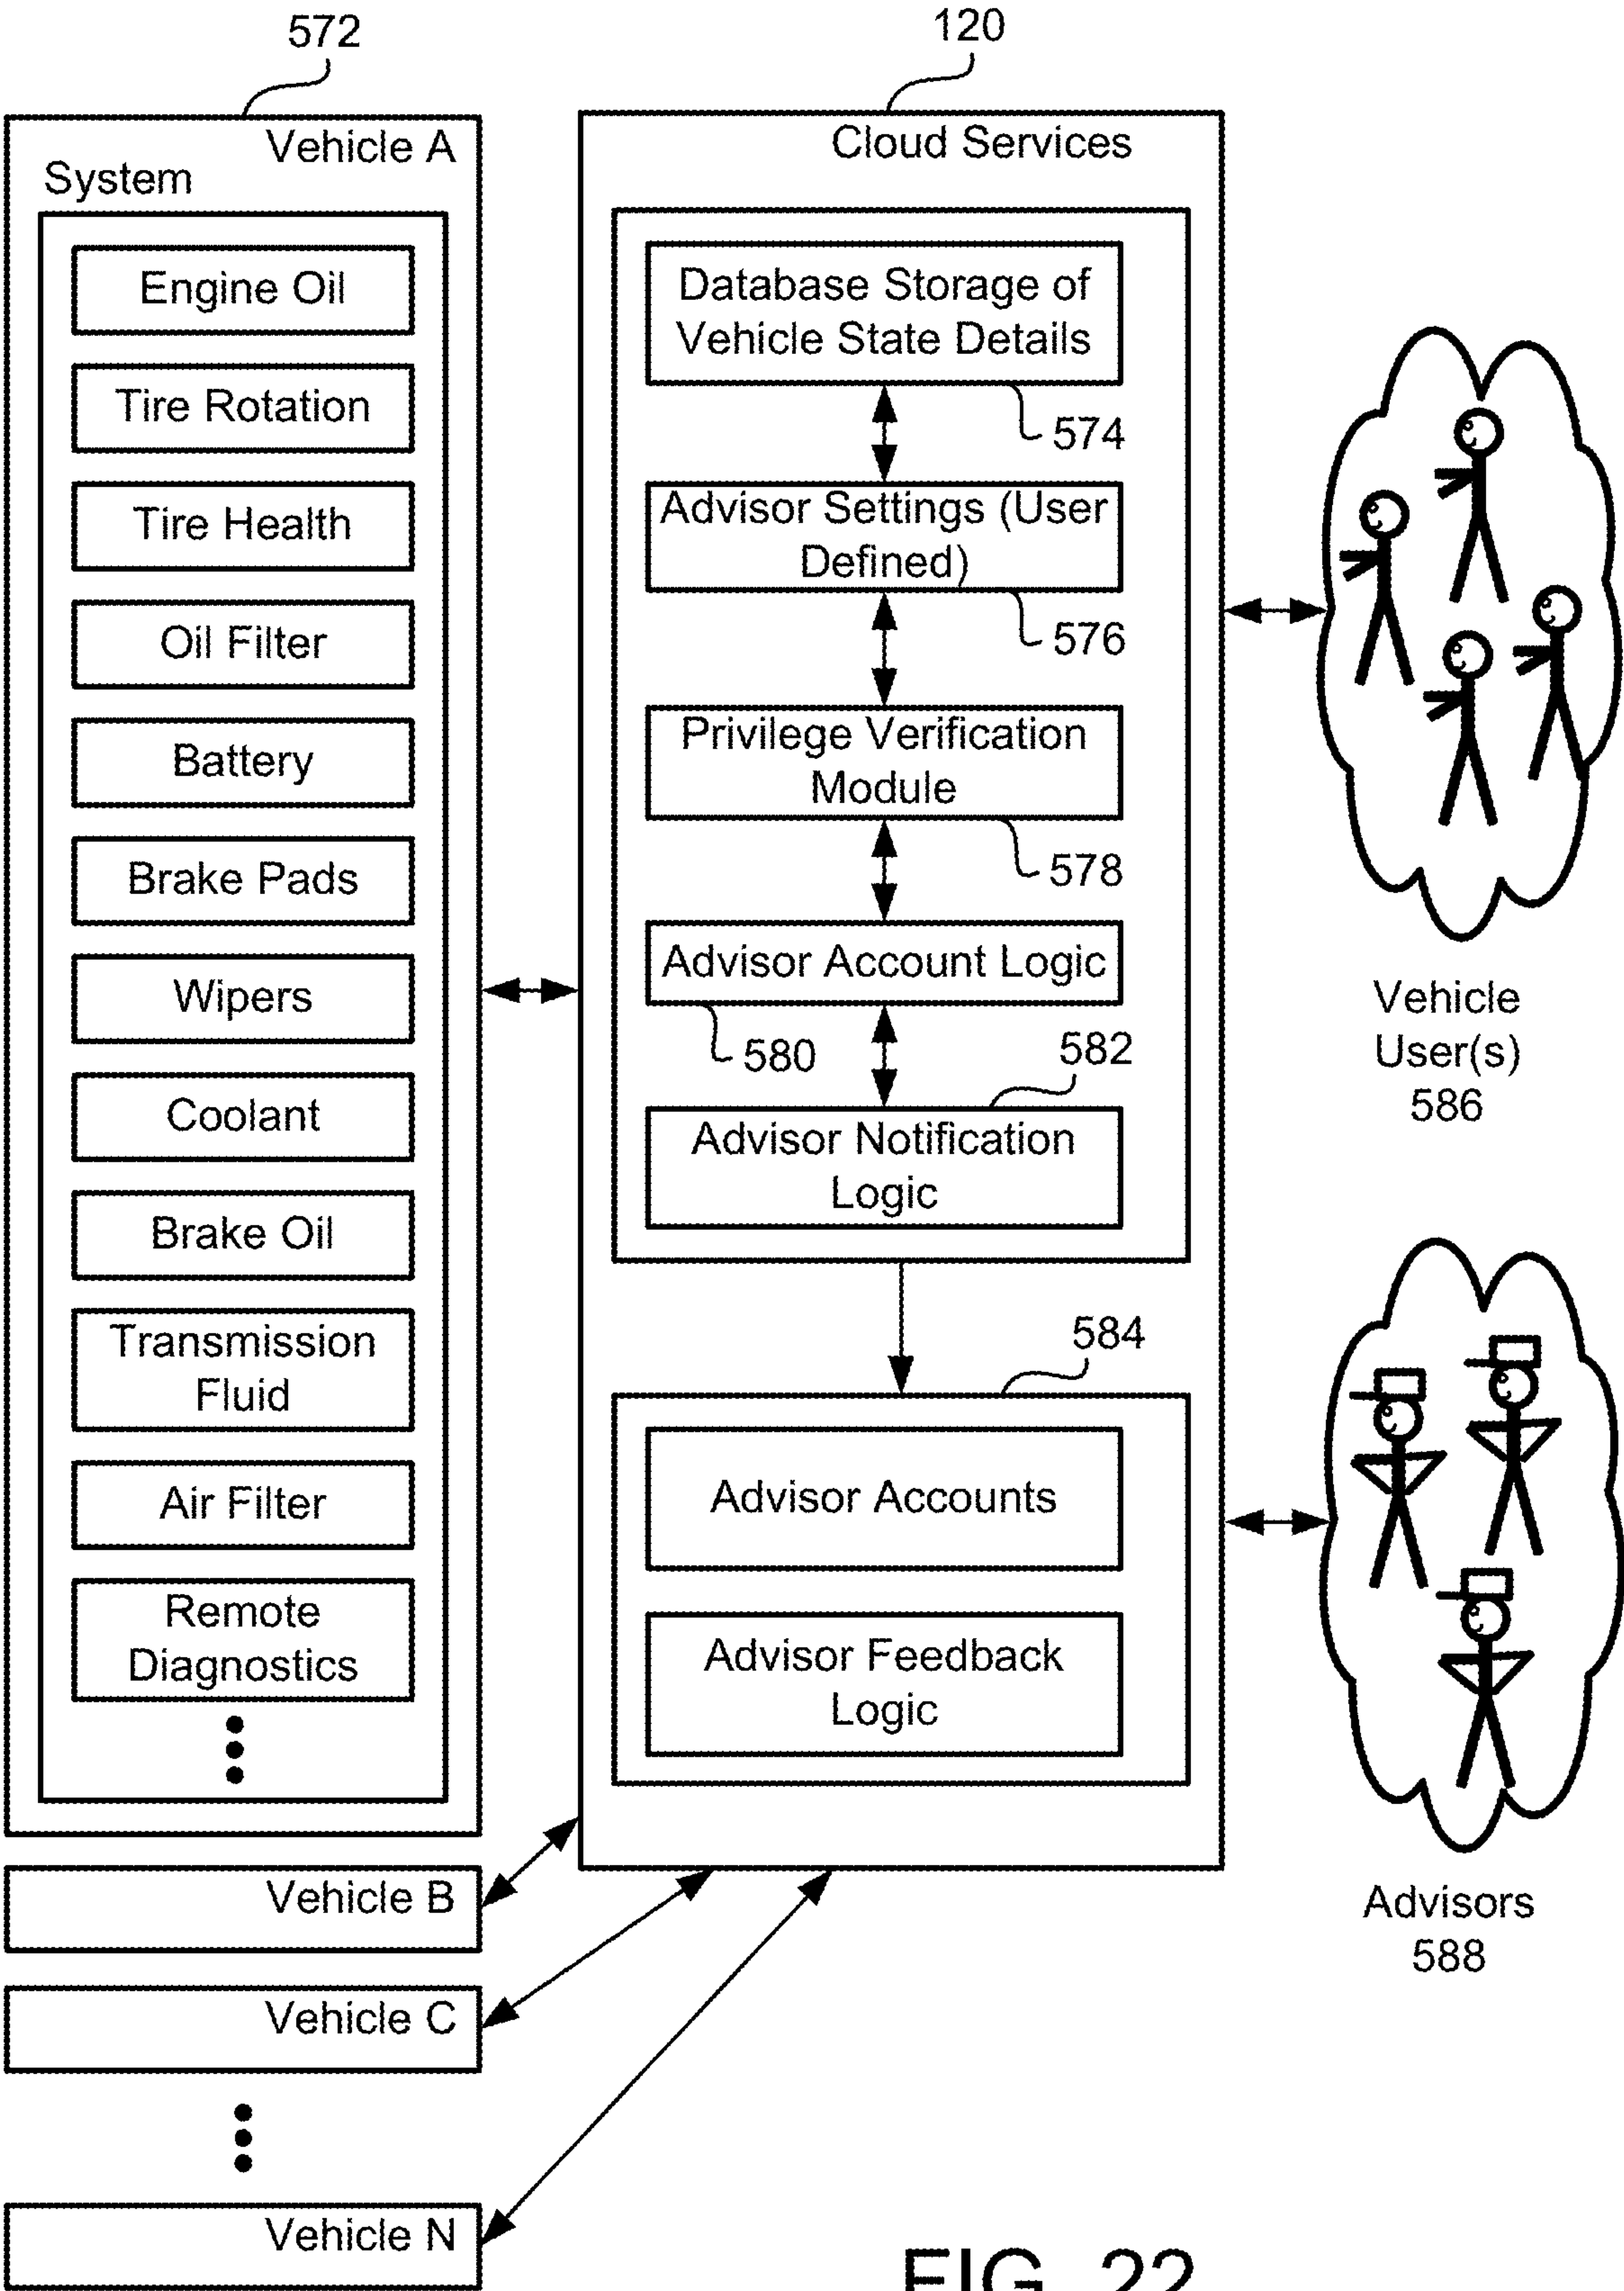 572
120
Vehicle A
System
Engine Oil
Tire Rotation
Tire Health
Oil Filter
Battery
Brake Pads
Wipers
Coolant
Brake Oil
Transmission
Fluid
Air Filter
Remote
Diagnostics
Vehicle B
Vehicle C
Vehicle N
Cloud Services
Database Storage of
Vehicle State Details
574
Advisor Settings (User
Defined)
576
Privilege Verification
Module
578
Advisor Account Logic
580
582
Advisor Notification
Logic
584
Advisor Accounts
Advisor Feedback
Logic
Vehicle
User(s)
586
Advisors
588
FIG. 22